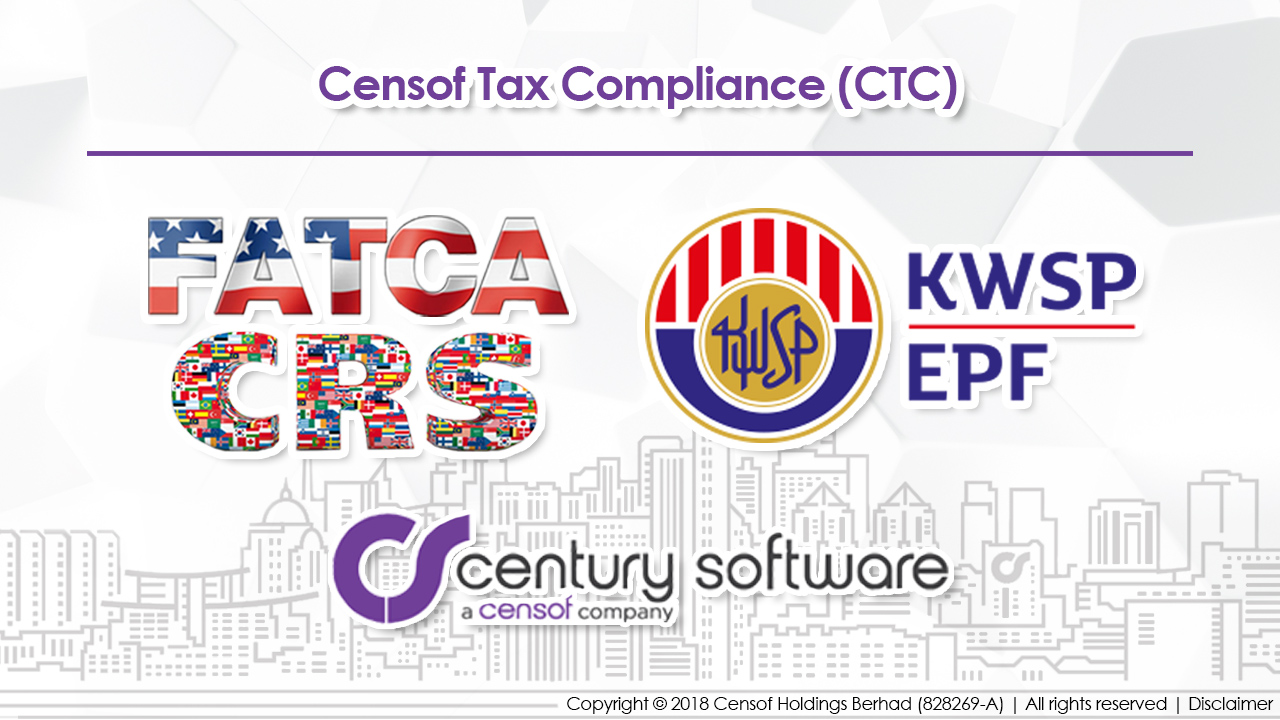 Censof Tax Compliance (CTC)
FATCA
CRS
KWSP
KWSP
EPF
century software
a censof company
Copyright © 2018 Censof Holdings Berhad (828269-A) | All rights reserved | Disclaimer